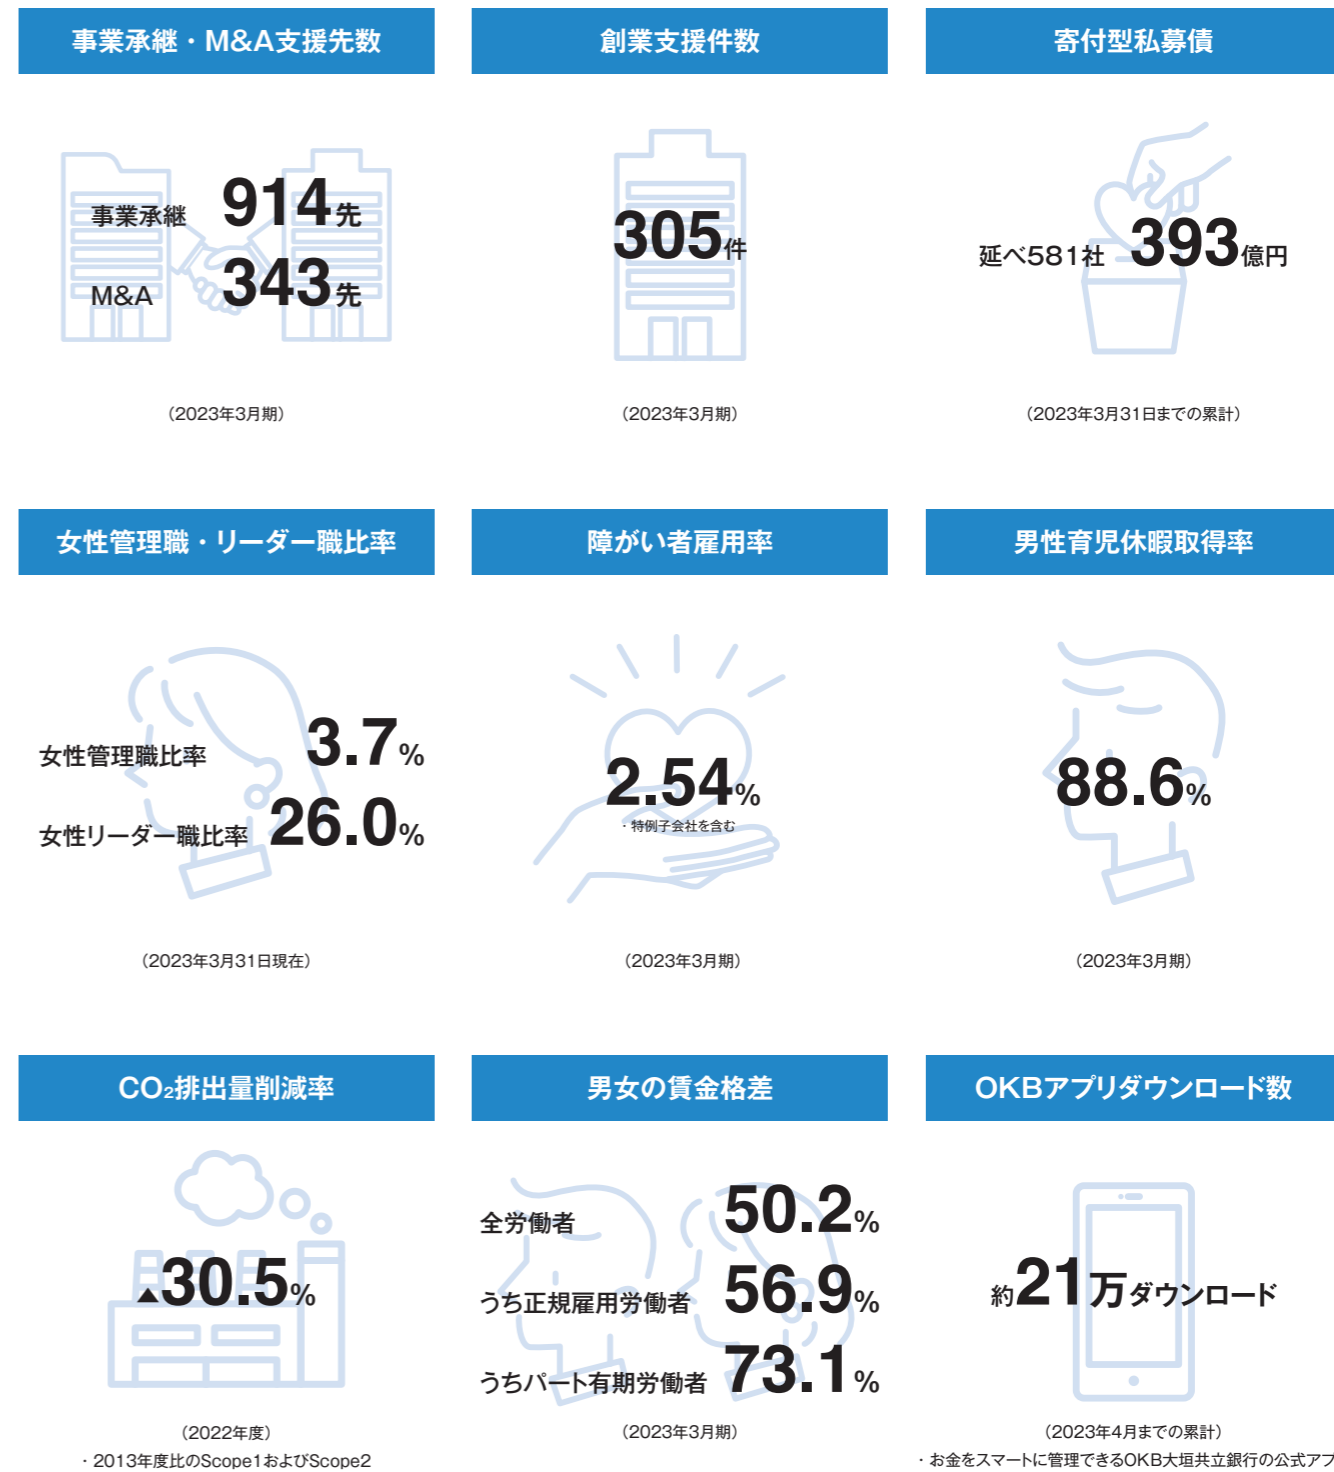 事業承継・M&A支援先数
事業承継 914先
M&A 343先
（2023年3月期）
創業支援件数
305件
（2023年3月期）
寄付型私募債
延べ581社 393億円
（2023年3月31日までの累計）
女性管理職・リーダー職比率
女性管理職比率 3.7%
女性リーダー職比率 26.0%
（2023年3月31日現在）
障がい者雇用率
2.54%
・特例子会社を含む
（2023年3月期）
男性育児休暇取得率
88.6%
（2023年3月期）
CO₂排出量削減率
▲30.5%
（2022年度）
・2013年度比のScope1およびScope2
男女の賃金格差
全労働者 50.2%
うち正規雇用労働者 56.9%
うちパート有期労働者 73.1%
（2023年3月期）
OKBアプリダウンロード数
約21万ダウンロード
（2023年4月までの累計）
・お金をスマートに管理できるOKB大垣共立銀行の公式アプ